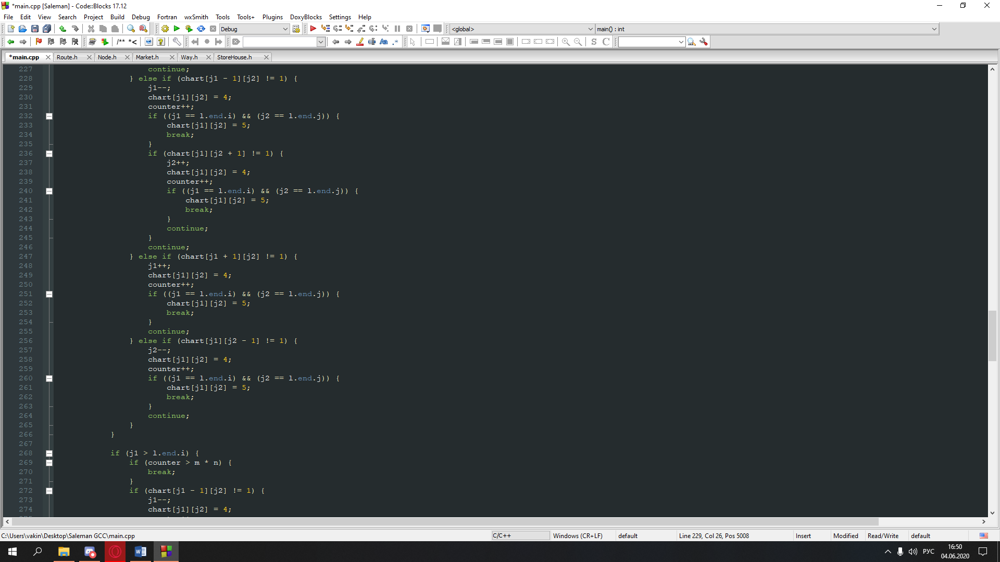 *main.cpp [Saleman] - Code::Blocks 17.12
File Edit View Search Project Build Debug Fortran wxSmith Tools Tools+ Plugins DoxyBlocks Settings Help
Debug <global> main() : int
/** *< Aa .* S C
*main.cpp Route.h Node.h Market.h Way.h StoreHouse.h
227 continue;
228 } else if (chart[j1 - 1][j2] != 1) {
229 j1--;
230 chart[j1][j2] = 4;
231 counter++;
232 if ((j1 == l.end.i) && (j2 == l.end.j)) {
233 chart[j1][j2] = 5;
234 break;
235 }
236 if (chart[j1][j2 + 1] != 1) {
237 j2++;
238 chart[j1][j2] = 4;
239 counter++;
240 if ((j1 == l.end.i) && (j2 == l.end.j)) {
241 chart[j1][j2] = 5;
242 break;
243 }
244 continue;
245 }
246 continue;
247 } else if (chart[j1 + 1][j2] != 1) {
248 j1++;
249 chart[j1][j2] = 4;
250 counter++;
251 if ((j1 == l.end.i) && (j2 == l.end.j)) {
252 chart[j1][j2] = 5;
253 break;
254 }
255 continue;
256 } else if (chart[j1][j2 - 1] != 1) {
257 j2--;
258 chart[j1][j2] = 4;
259 counter++;
260 if ((j1 == l.end.i) && (j2 == l.end.j)) {
261 chart[j1][j2] = 5;
262 break;
263 }
264 continue;
265 }
266 }
267
268 if (j1 > l.end.i) {
269 if (counter > m * n) {
270 break;
271 }
272 if (chart[j1 - 1][j2] != 1) {
273 j1--;
274 chart[j1][j2] = 4;
C:\Users\vakin\Desktop\Saleman GCC\main.cpp C/C++ Windows (CR+LF) default Line 229, Col 26, Pos 5008 Insert Modified Read/Write default
РУС 16:50
04.06.2020